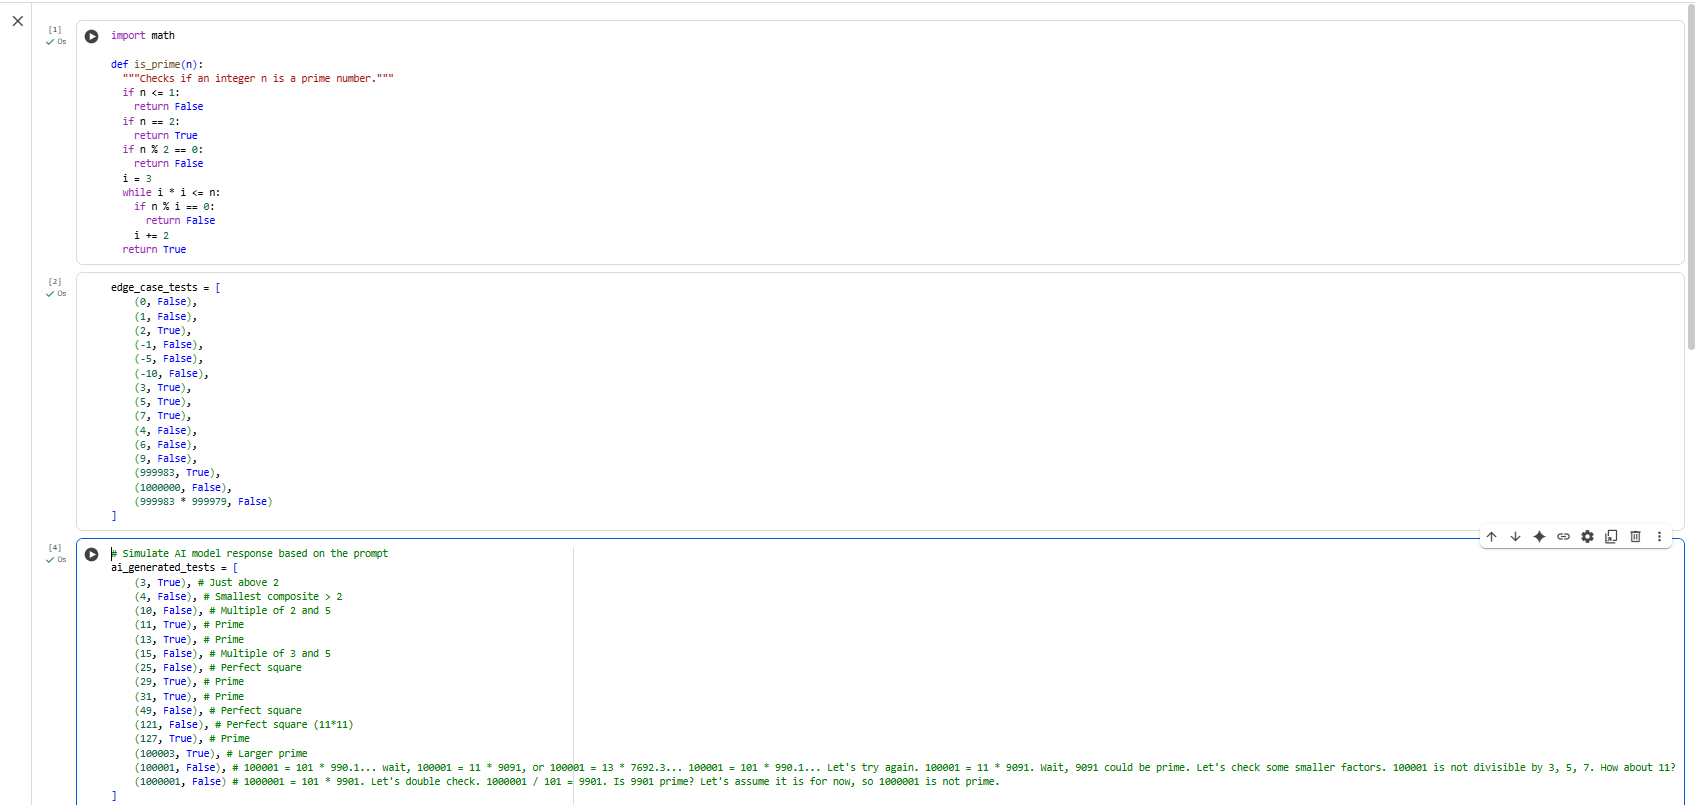 [1]
0s
import math
def is_prime(n):
"""Checks if an integer n is a prime number."""
if n <= 1:
return False
if n == 2:
return True
if n % 2 == 0:
return False
i = 3
while i * i <= n:
if n % i == 0:
return False
i += 2
return True
[2]
0s
edge_case_tests = [
(0, False),
(1, False),
(2, True),
(-1, False),
(-5, False),
(-10, False),
(3, True),
(5, True),
(7, True),
(4, False),
(6, False),
(9, False),
(999983, True),
(1000000, False),
(999983 * 999979, False)
]
[4]
0s
# Simulate AI model response based on the prompt
ai_generated_tests = [
(3, True), # Just above 2
(4, False), # Smallest composite > 2
(10, False), # Multiple of 2 and 5
(11, True), # Prime
(13, True), # Prime
(15, False), # Multiple of 3 and 5
(25, False), # Perfect square
(29, True), # Prime
(31, True), # Prime
(49, False), # Perfect square
(121, False), # Perfect square (11*11)
(127, True), # Prime
(100003, True), # Larger prime
(100001, False), # 100001 = 101 * 990.1... wait, 100001 = 11 * 9091, or 100001 = 13 * 7692.3... 100001 = 101 * 990.1... Let's try again. 100001 = 11 * 9091. Wait, 9091 could be prime. Let's check some smaller factors. 100001 is not divisible by 3, 5, 7. How about 11?
(1000001, False) # 1000001 = 101 * 9901. Let's double check. 1000001 / 101 = 9901. Is 9901 prime? Let's assume it is for now, so 1000001 is not prime.
]